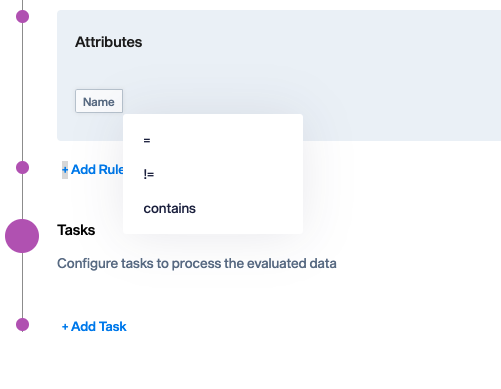 Attributes
Name
=
!=
contains
+ Add Rule
Tasks
Configure tasks to process the evaluated data
+ Add Task